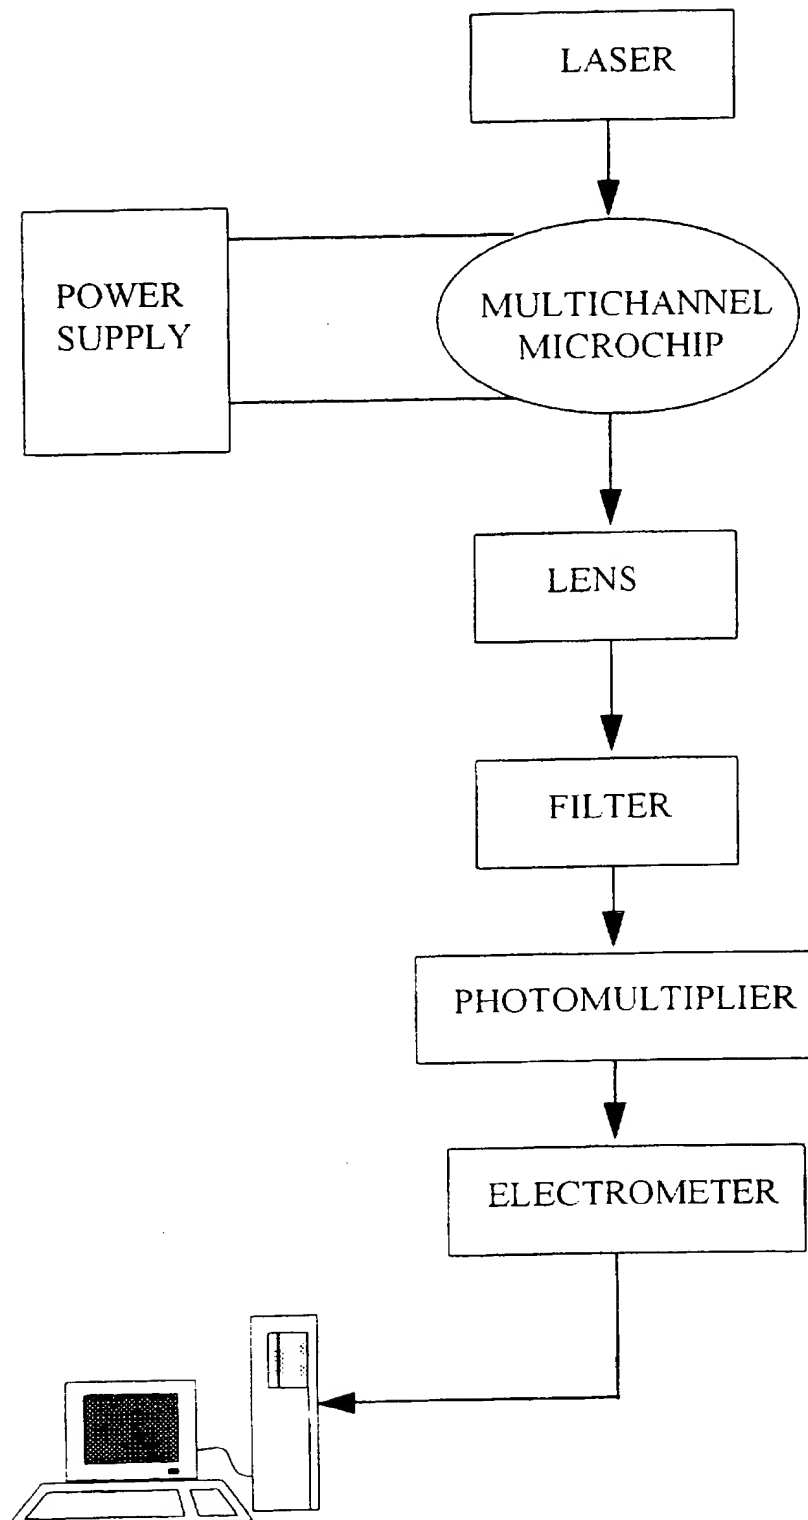 LASER
POWER
SUPPLY
MULTICHANNEL
MICROCHIP
LENS
FILTER
PHOTOMULTIPLIER
ELECTROMETER